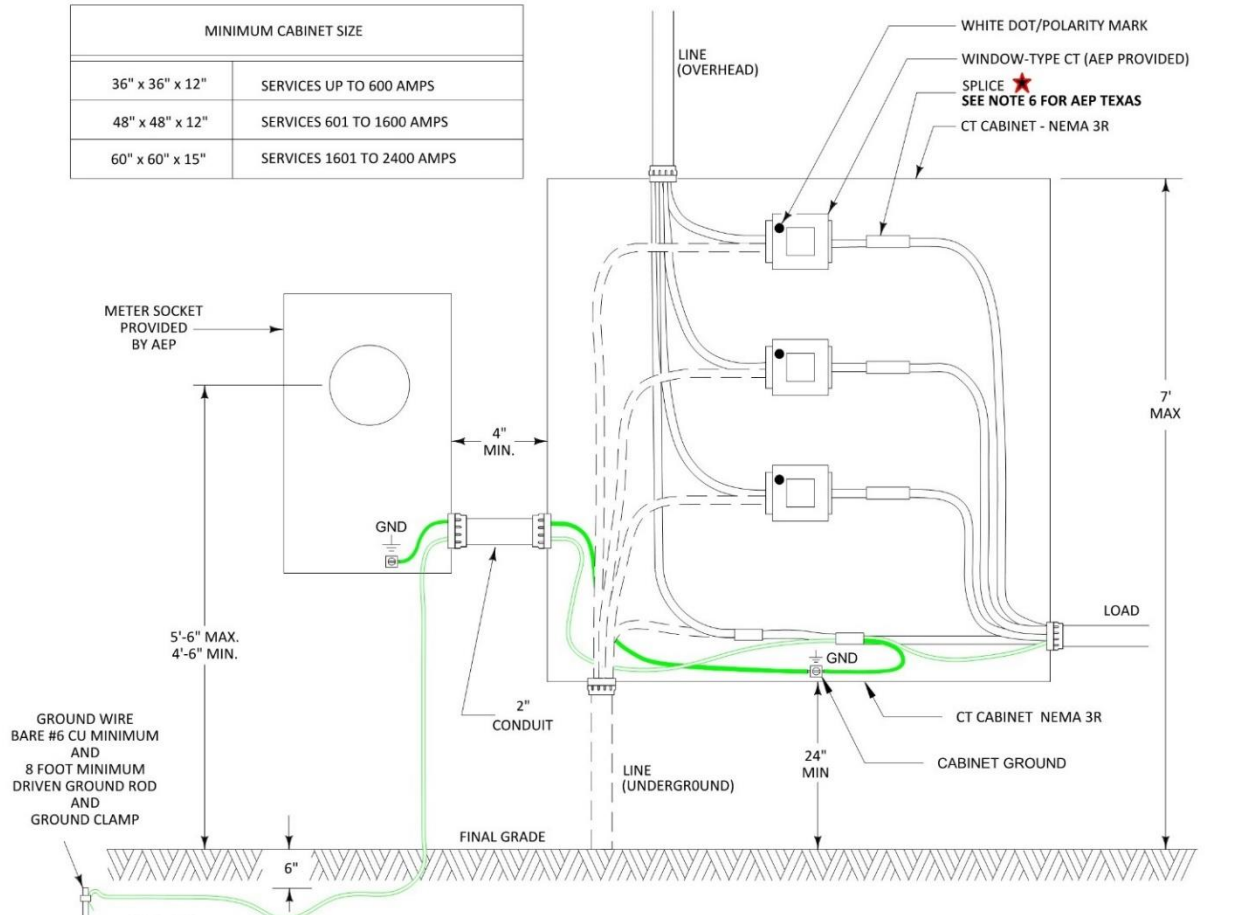 MINIMUM CABINET SIZE
36" x 36" x 12" SERVICES UP TO 600 AMPS
48" x 48" x 12" SERVICES 601 TO 1600 AMPS
60" x 60" x 15" SERVICES 1601 TO 2400 AMPS
LINE
(OVERHEAD)
WHITE DOT/POLARITY MARK
WINDOW-TYPE CT (AEP PROVIDED)
SPLICE
SEE NOTE 6 FOR AEP TEXAS
CT CABINET - NEMA 3R
METER SOCKET
PROVIDED
BY AEP
4"
MIN.
7'
MAX
GND
5'-6" MAX.
4'-6" MIN.
LOAD
GND
2"
CONDUIT
CT CABINET NEMA 3R
24"
MIN
CABINET GROUND
GROUND WIRE
BARE #6 CU MINIMUM
AND
8 FOOT MINIMUM
DRIVEN GROUND ROD
AND
GROUND CLAMP
LINE
(UNDERGR0UND)
FINAL GRADE
6"